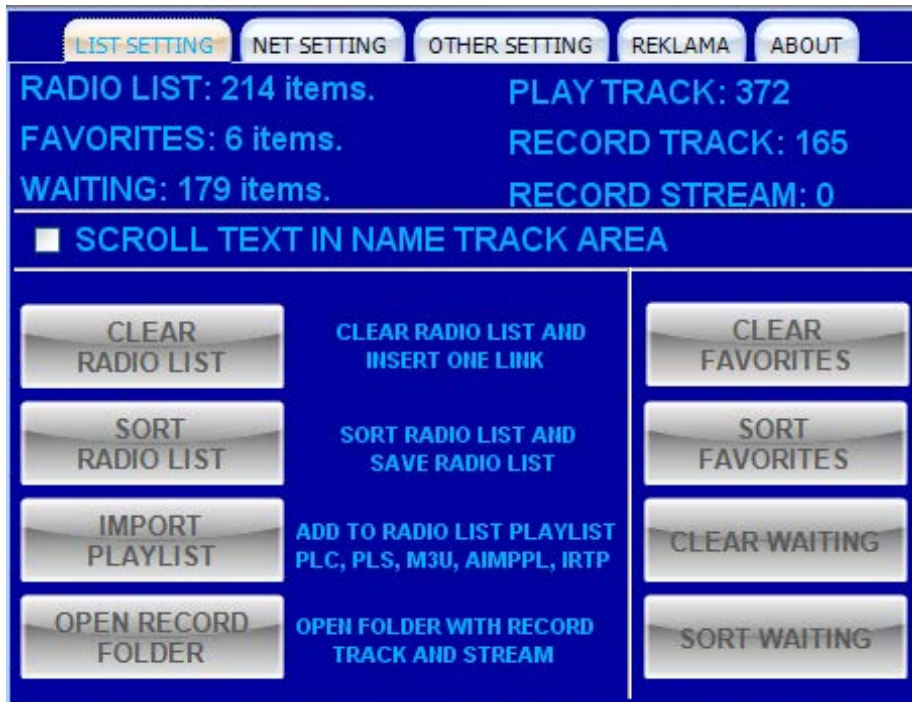 LIST SETTING NET SETTING OTHER SETTING REKLAMA ABOUT
RADIO LIST: 214 items.
FAVORITES: 6 items.
WAITING: 179 items.
PLAY TRACK: 372
RECORD TRACK: 165
RECORD STREAM: 0
SCROLL TEXT IN NAME TRACK AREA
CLEAR
RADIO LIST
CLEAR RADIO LIST AND
INSERT ONE LINK
SORT
RADIO LIST
SORT RADIO LIST AND
SAVE RADIO LIST
IMPORT
PLAYLIST
ADD TO RADIO LIST PLAYLIST
PLC, PLS, M3U, AIMPPL, IRTP
OPEN RECORD
FOLDER
OPEN FOLDER WITH RECORD
TRACK AND STREAM
CLEAR
FAVORITES
SORT
FAVORITES
CLEAR WAITING
SORT WAITING